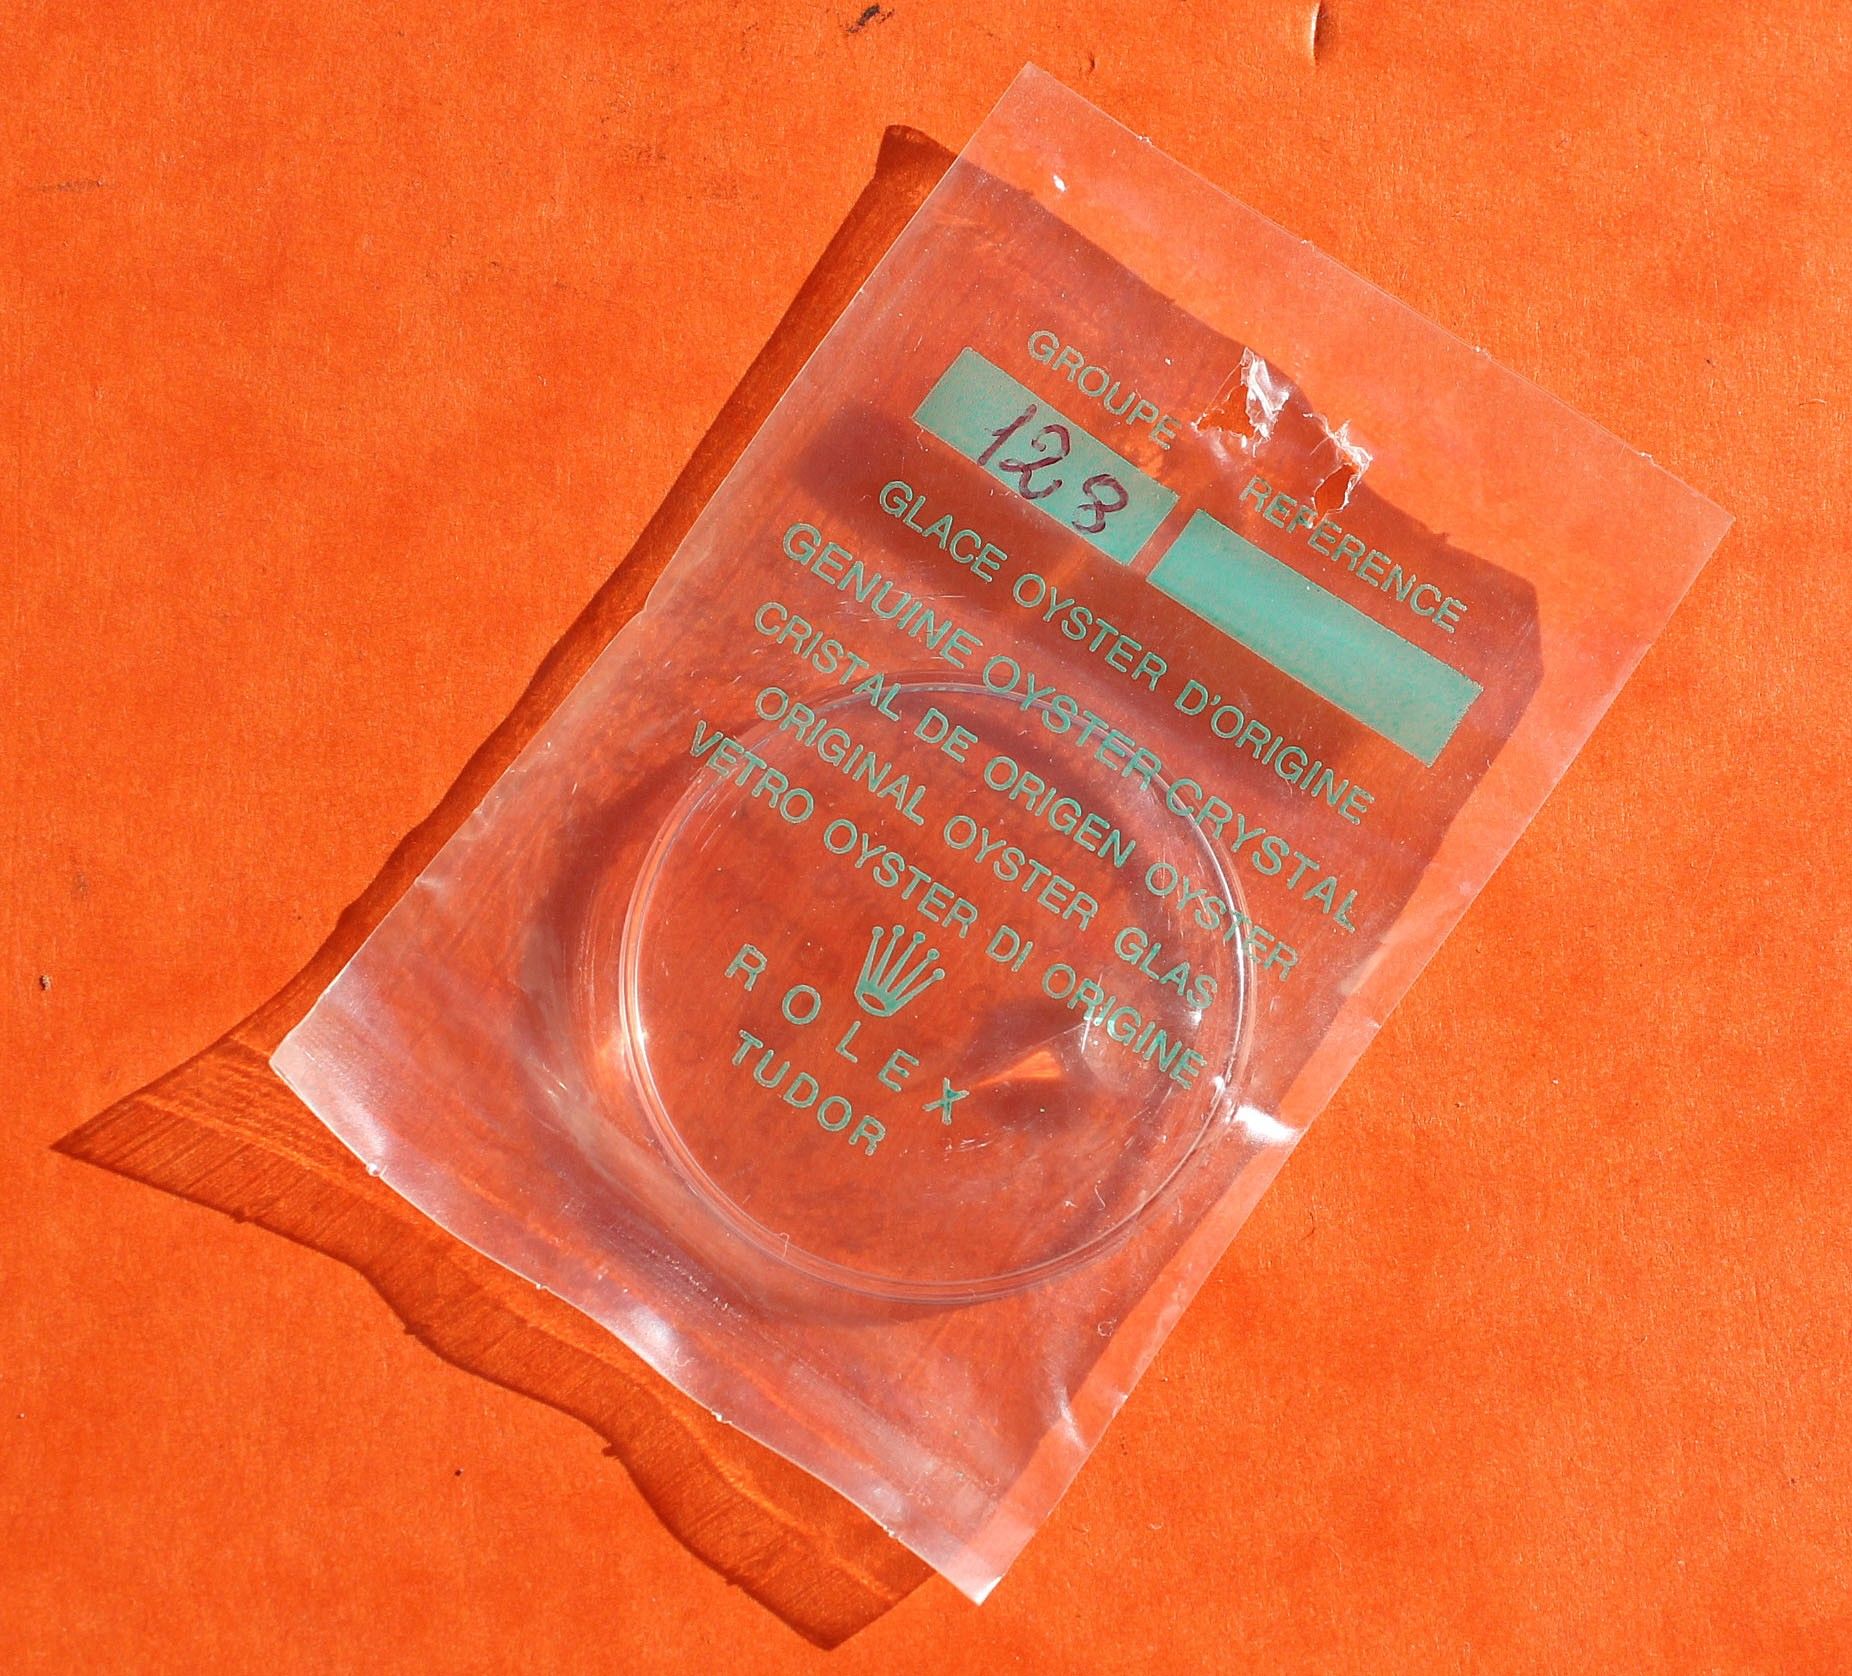 GROUPE REFERENCE
128
GLACE OYSTER D'ORIGINE
GENUINE OYSTER CRYSTAL
CRISTAL DE ORIGEN OYSTER
ORIGINAL OYSTER GLAS
VETRO OYSTER DI ORIGINE
ROLEX
TUDOR